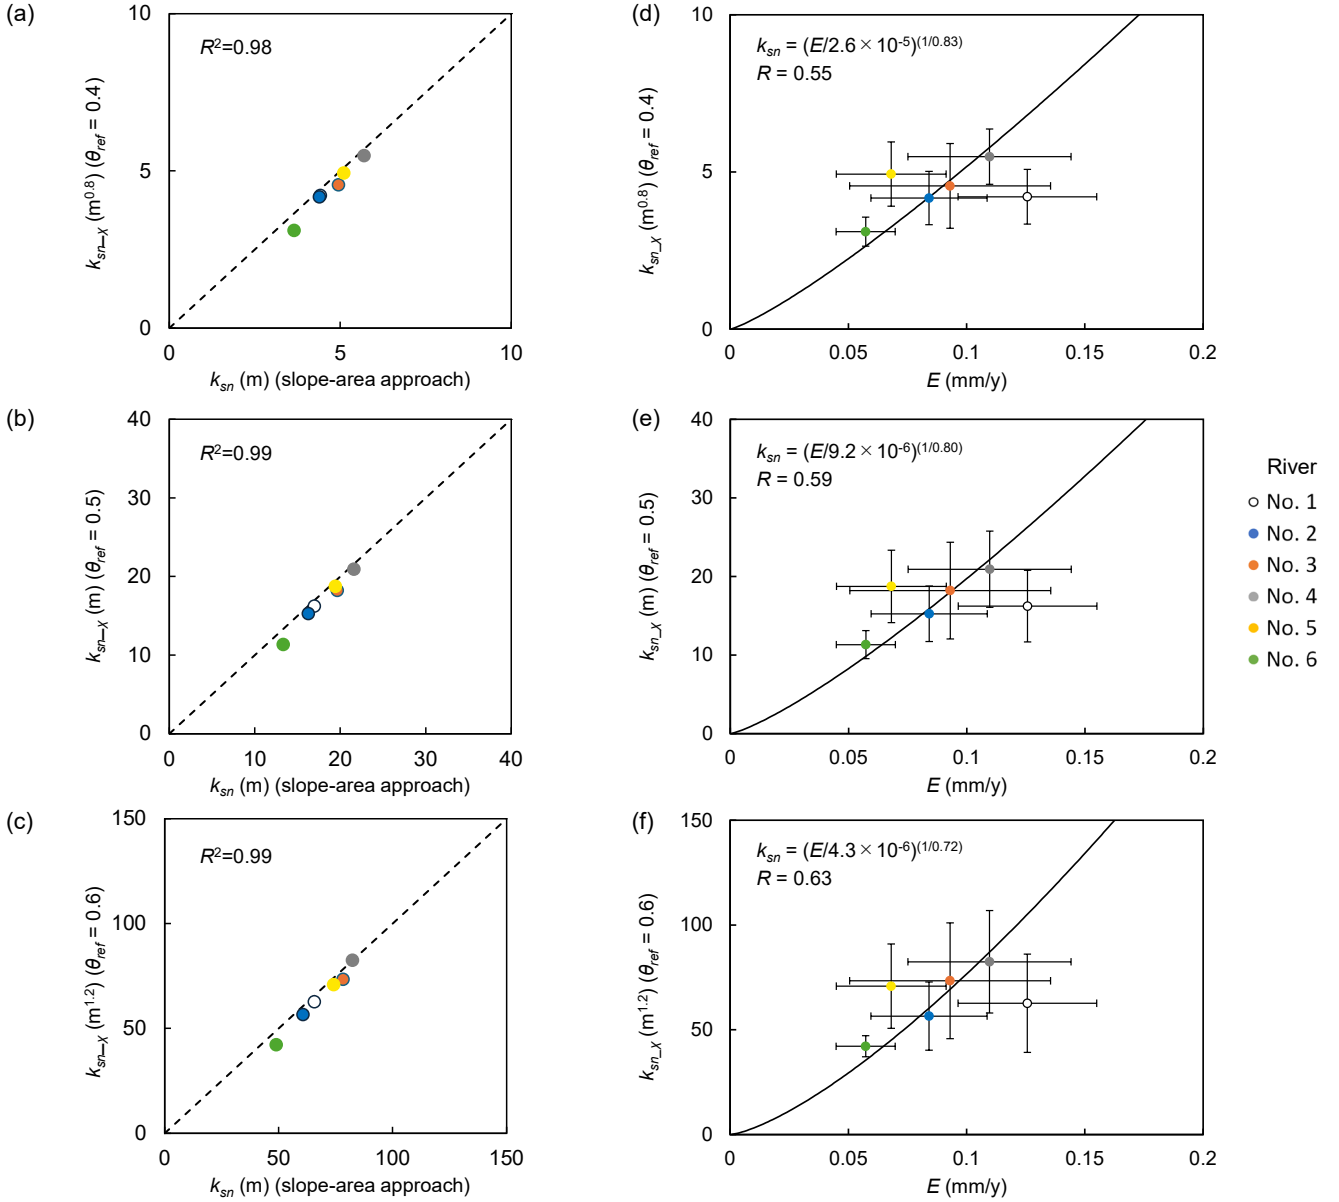 (a)
10
5
0
0
5
10
R²=0.98
k_sn_χ (m^0.8) (θ_ref = 0.4)
k_sn (m) (slope-area approach)
(d)
10
5
0
0
0.05
0.1
0.15
0.2
k_sn = (E/2.6 × 10^-5)^(1/0.83)
R = 0.55
k_sn_χ (m^0.8) (θ_ref = 0.4)
E (mm/y)
(b)
40
30
20
10
0
0
10
20
30
40
R²=0.99
k_sn_χ (m) (θ_ref = 0.5)
k_sn (m) (slope-area approach)
(e)
40
30
20
10
0
0
0.05
0.1
0.15
0.2
k_sn = (E/9.2 × 10^-6)^(1/0.80)
R = 0.59
k_sn_χ (m) (θ_ref = 0.5)
E (mm/y)
River
No. 1
No. 2
No. 3
No. 4
No. 5
No. 6
(c)
150
100
50
0
0
50
100
150
R²=0.99
k_sn_χ (m^1.2) (θ_ref = 0.6)
k_sn (m) (slope-area approach)
(f)
150
100
50
0
0
0.05
0.1
0.15
0.2
k_sn = (E/4.3 × 10^-6)^(1/0.72)
R = 0.63
k_sn_χ (m^1.2) (θ_ref = 0.6)
E (mm/y)